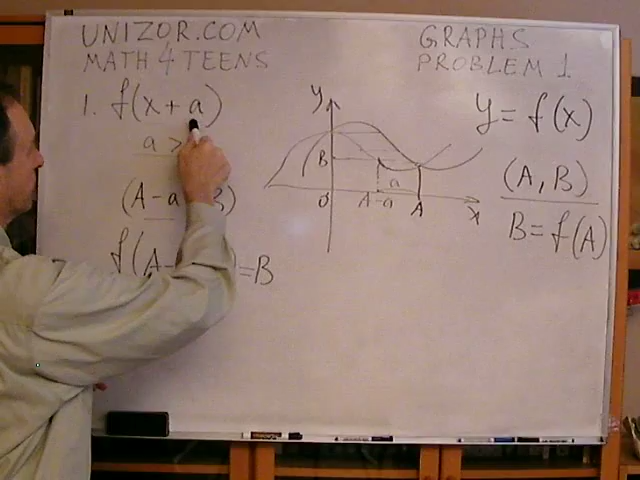 UNIZOR.COM
MATH 4 TEENS
GRAPHS
PROBLEM 1
1. f(x + a)
a >
(A - a B)
f(A- = B
y
B
0
A-a
a
A
x
y = f(x)
(A, B)
B = f(A)